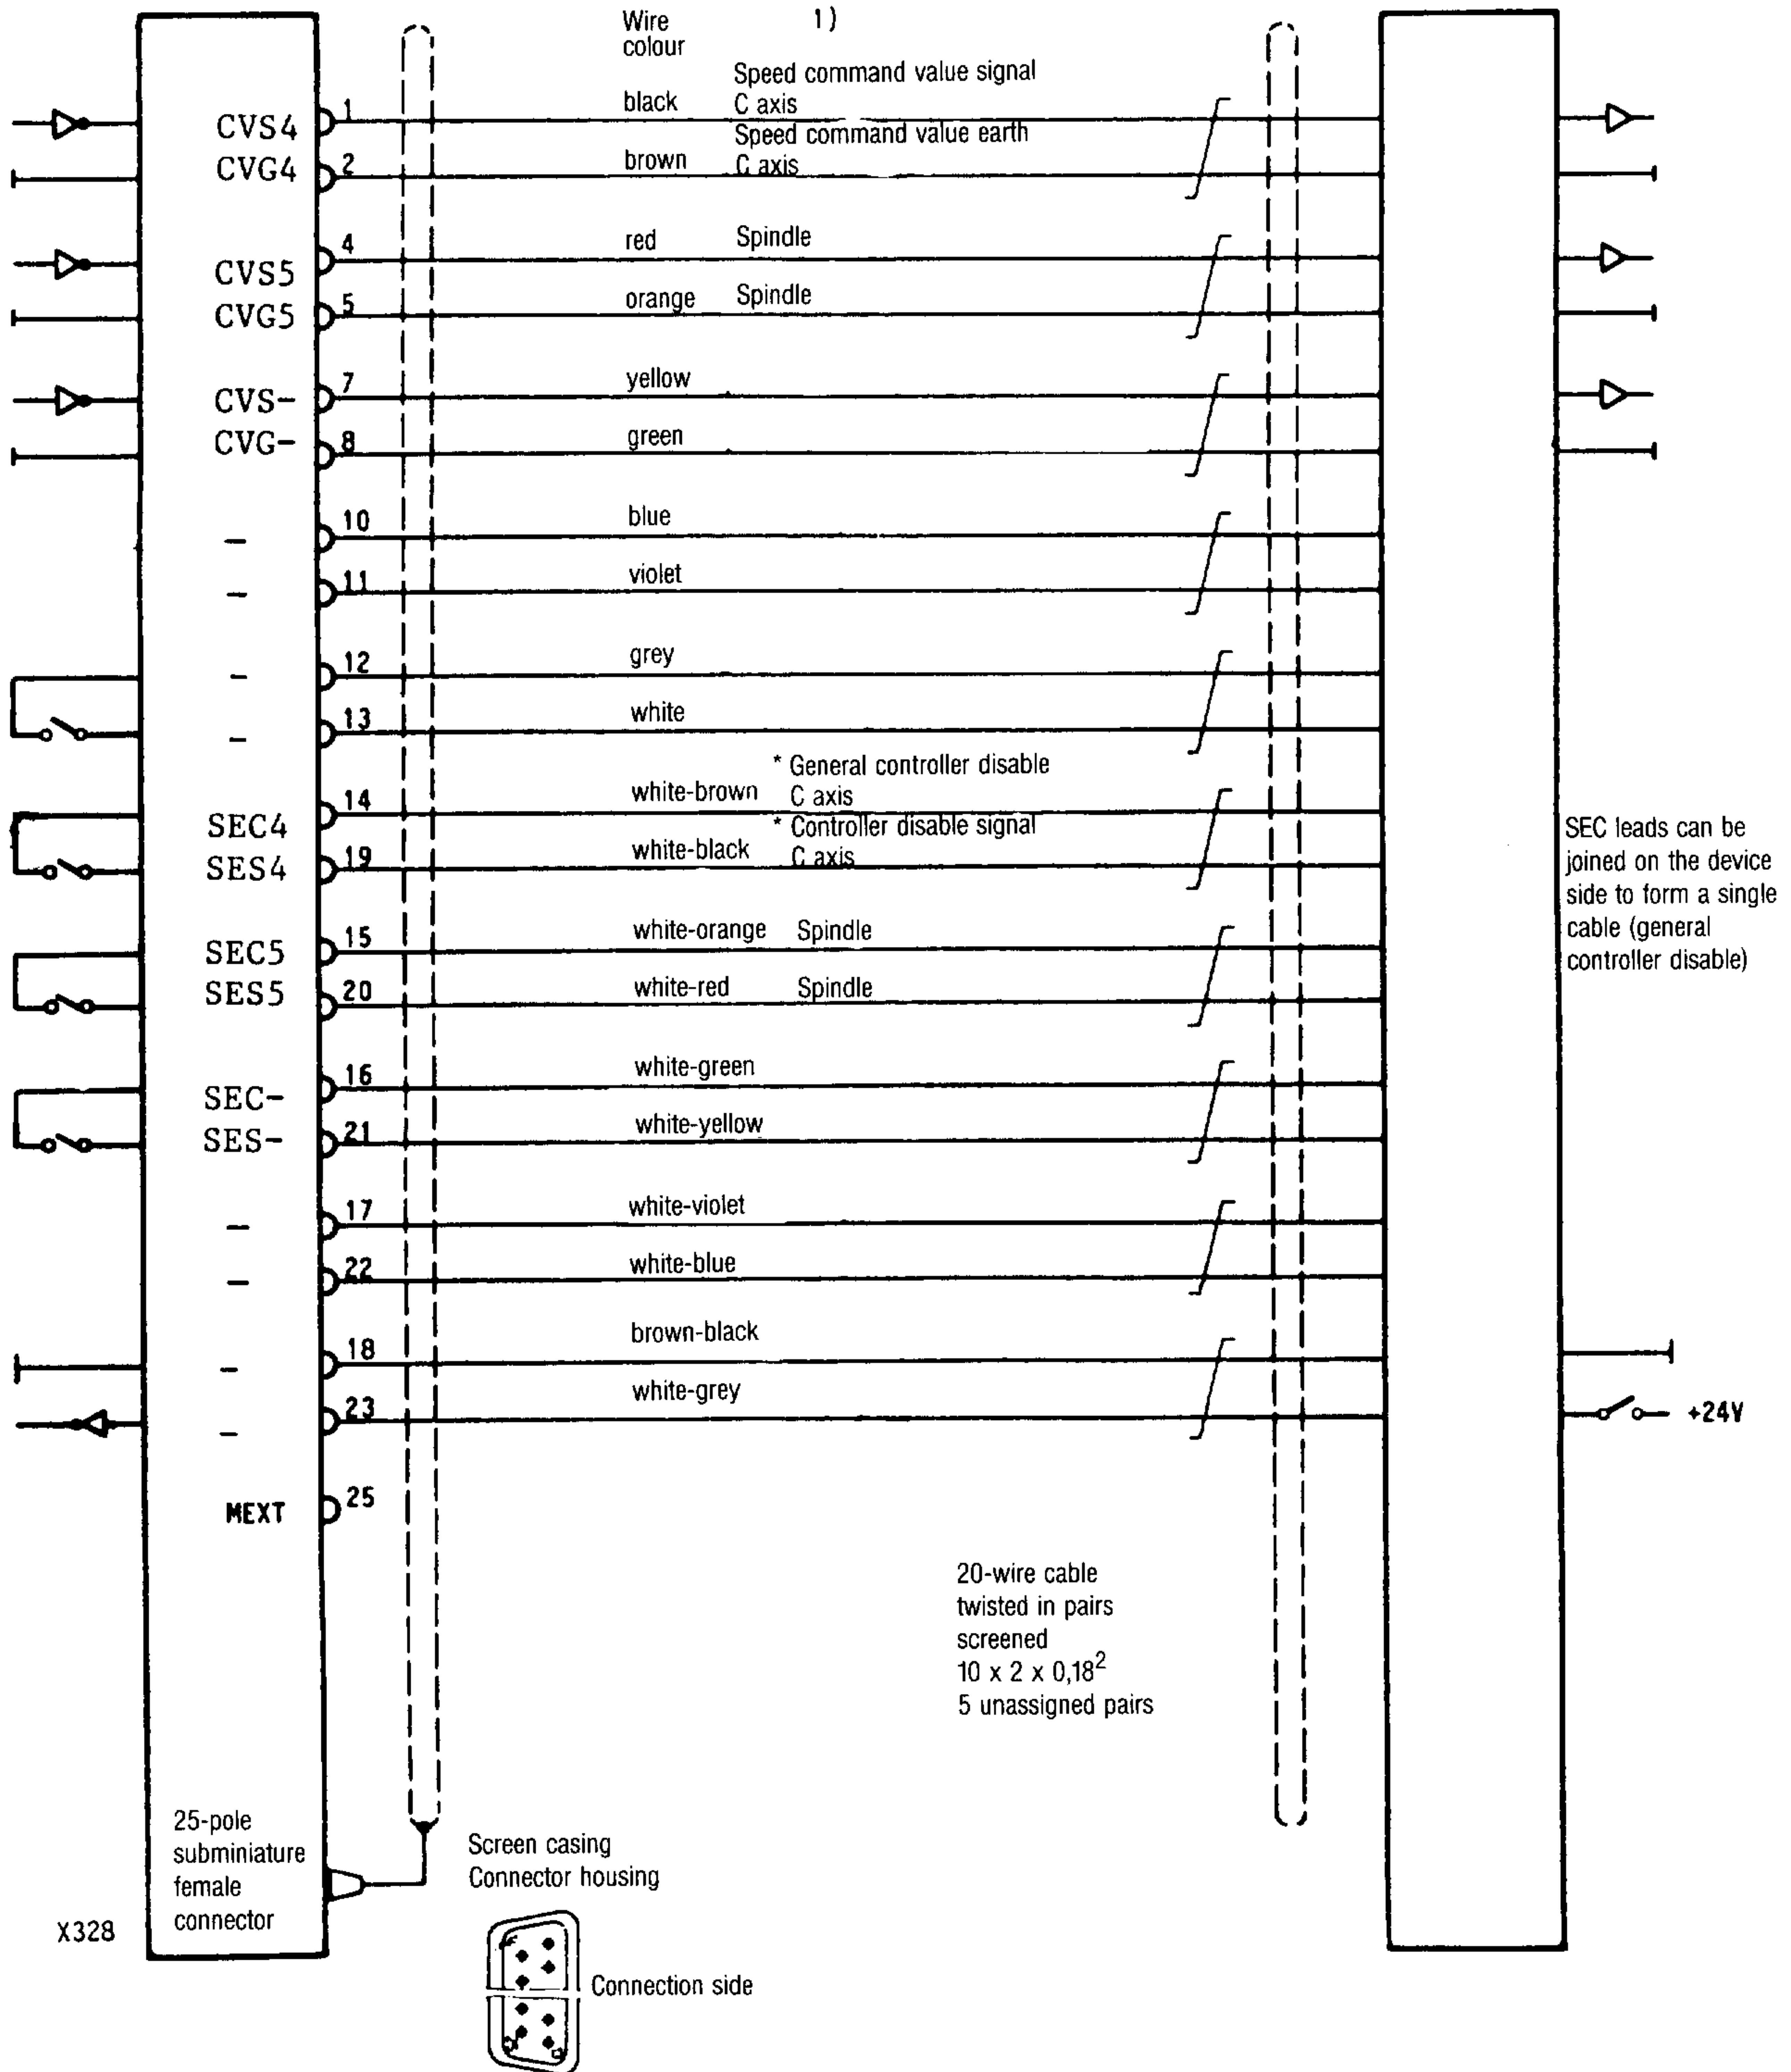 Wire 1)
colour
Speed command value signal
CVS4 1 black C axis
Speed command value earth
CVG4 2 brown C axis
CVS5 4 red Spindle
CVG5 5 orange Spindle
CVS- 7 yellow
CVG- 8 green
- 10 blue
- 11 violet
- 12 grey
- 13 white
* General controller disable
SEC4 14 white-brown C axis
* Controller disable signal
SES4 19 white-black C axis
SEC leads can be
joined on the device
side to form a single
cable (general
controller disable)
SEC5 15 white-orange Spindle
SES5 20 white-red Spindle
SEC- 16 white-green
SES- 21 white-yellow
- 17 white-violet
- 22 white-blue
- 18 brown-black
- 23 white-grey +24V
MEXT 25
20-wire cable
twisted in pairs
screened
10 x 2 x 0,18²
5 unassigned pairs
25-pole
subminiature
female
connector
X328
Screen casing
Connector housing
Connection side